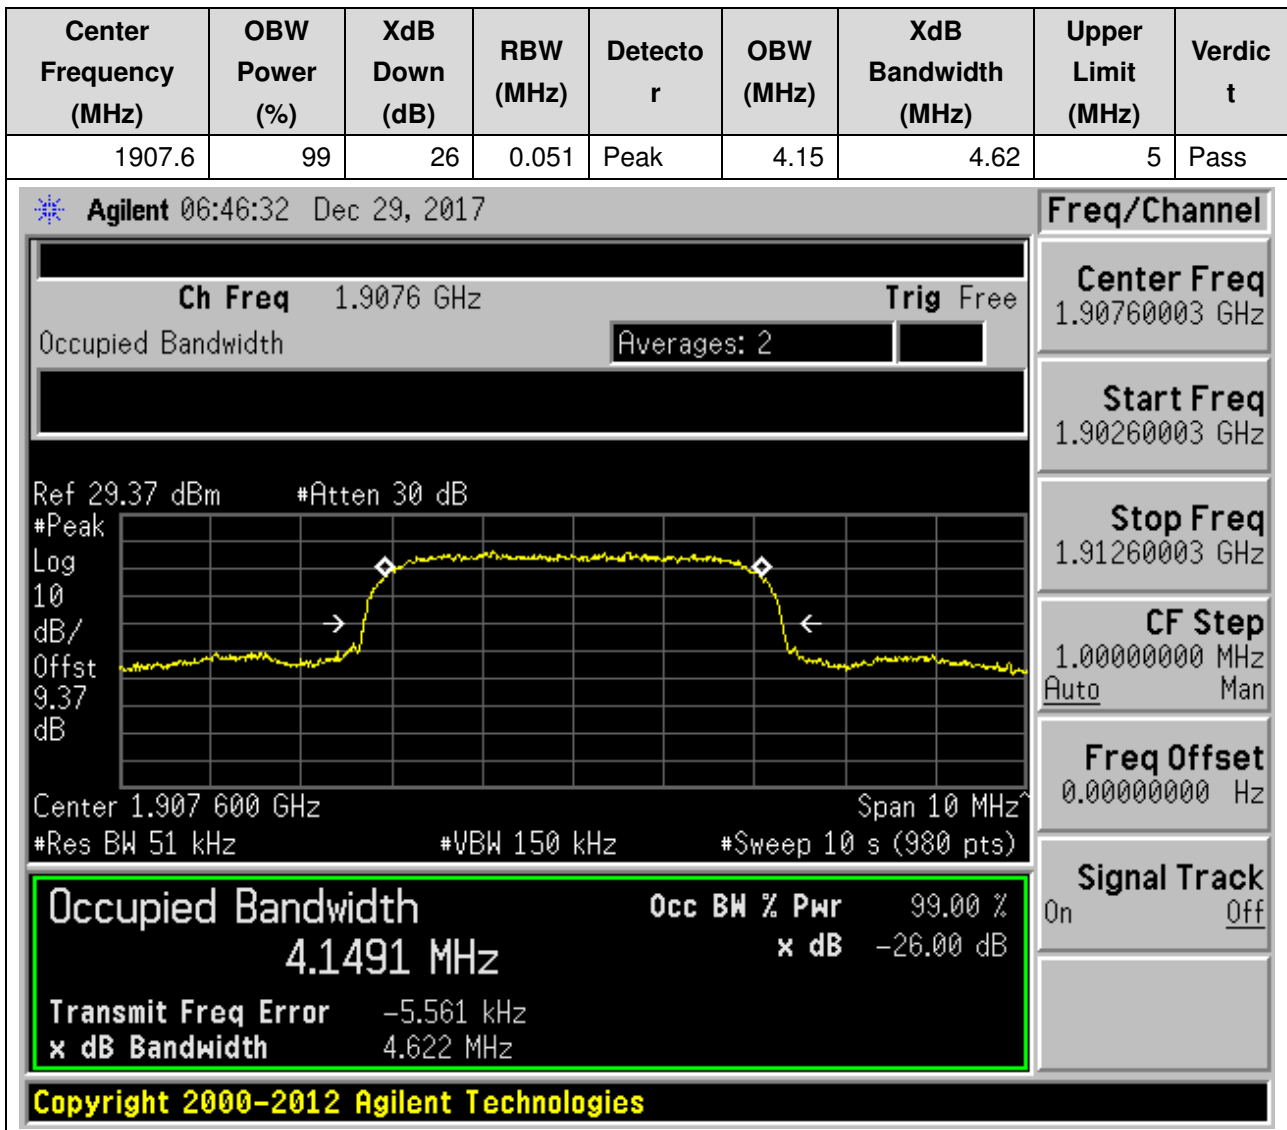 Center Frequency (MHz) OBW Power (%) XdB Down (dB) RBW (MHz) Detecto r OBW (MHz) XdB Bandwidth (MHz) Upper Limit (MHz) Verdic t
1907.6 99 26 0.051 Peak 4.15 4.62 5 Pass
Agilent 06:46:32 Dec 29, 2017
Freq/Channel
Ch Freq 1.9076 GHz Trig Free
Occupied Bandwidth Averages: 2
Center Freq
1.90760003 GHz
Start Freq
1.90260003 GHz
Stop Freq
1.91260003 GHz
CF Step
1.00000000 MHz
Auto Man
Freq Offset
0.00000000 Hz
Signal Track
On Off
Ref 29.37 dBm #Atten 30 dB
#Peak
Log
10
dB/
Offst
9.37
dB
Center 1.907 600 GHz Span 10 MHz^
#Res BW 51 kHz #VBW 150 kHz #Sweep 10 s (980 pts)
Occupied Bandwidth Occ BW % Pwr 99.00 %
4.1491 MHz x dB -26.00 dB
Transmit Freq Error -5.561 kHz
x dB Bandwidth 4.622 MHz
Copyright 2000-2012 Agilent Technologies